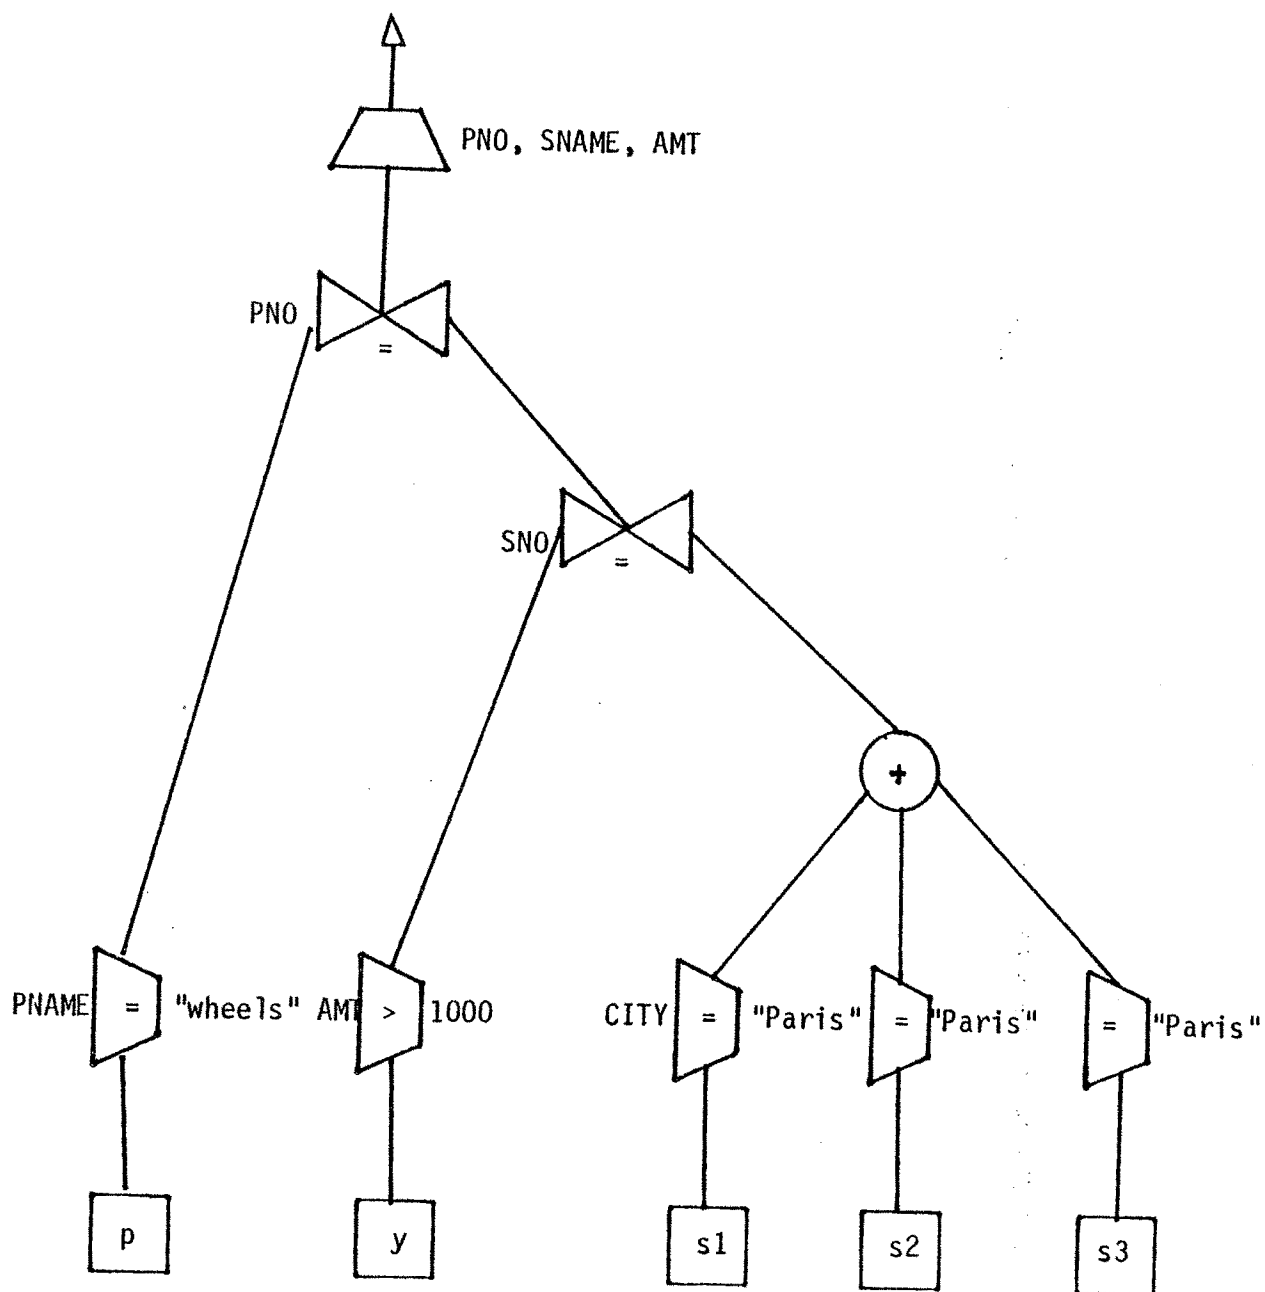 PNO, SNAME, AMT
PNO
=
SNO
=
+
PNAME = "wheels" AMT > 1000 CITY = "Paris" = "Paris" = "Paris"
p y s1 s2 s3